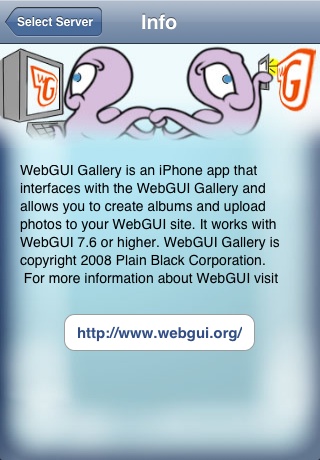 Select Server
Info
WG
G
WebGUI Gallery is an iPhone app that
interfaces with the WebGUI Gallery and
allows you to create albums and upload
photos to your WebGUI site. It works with
WebGUI 7.6 or higher. WebGUI Gallery is
copyright 2008 Plain Black Corporation.
For more information about WebGUI visit
http://www.webgui.org/